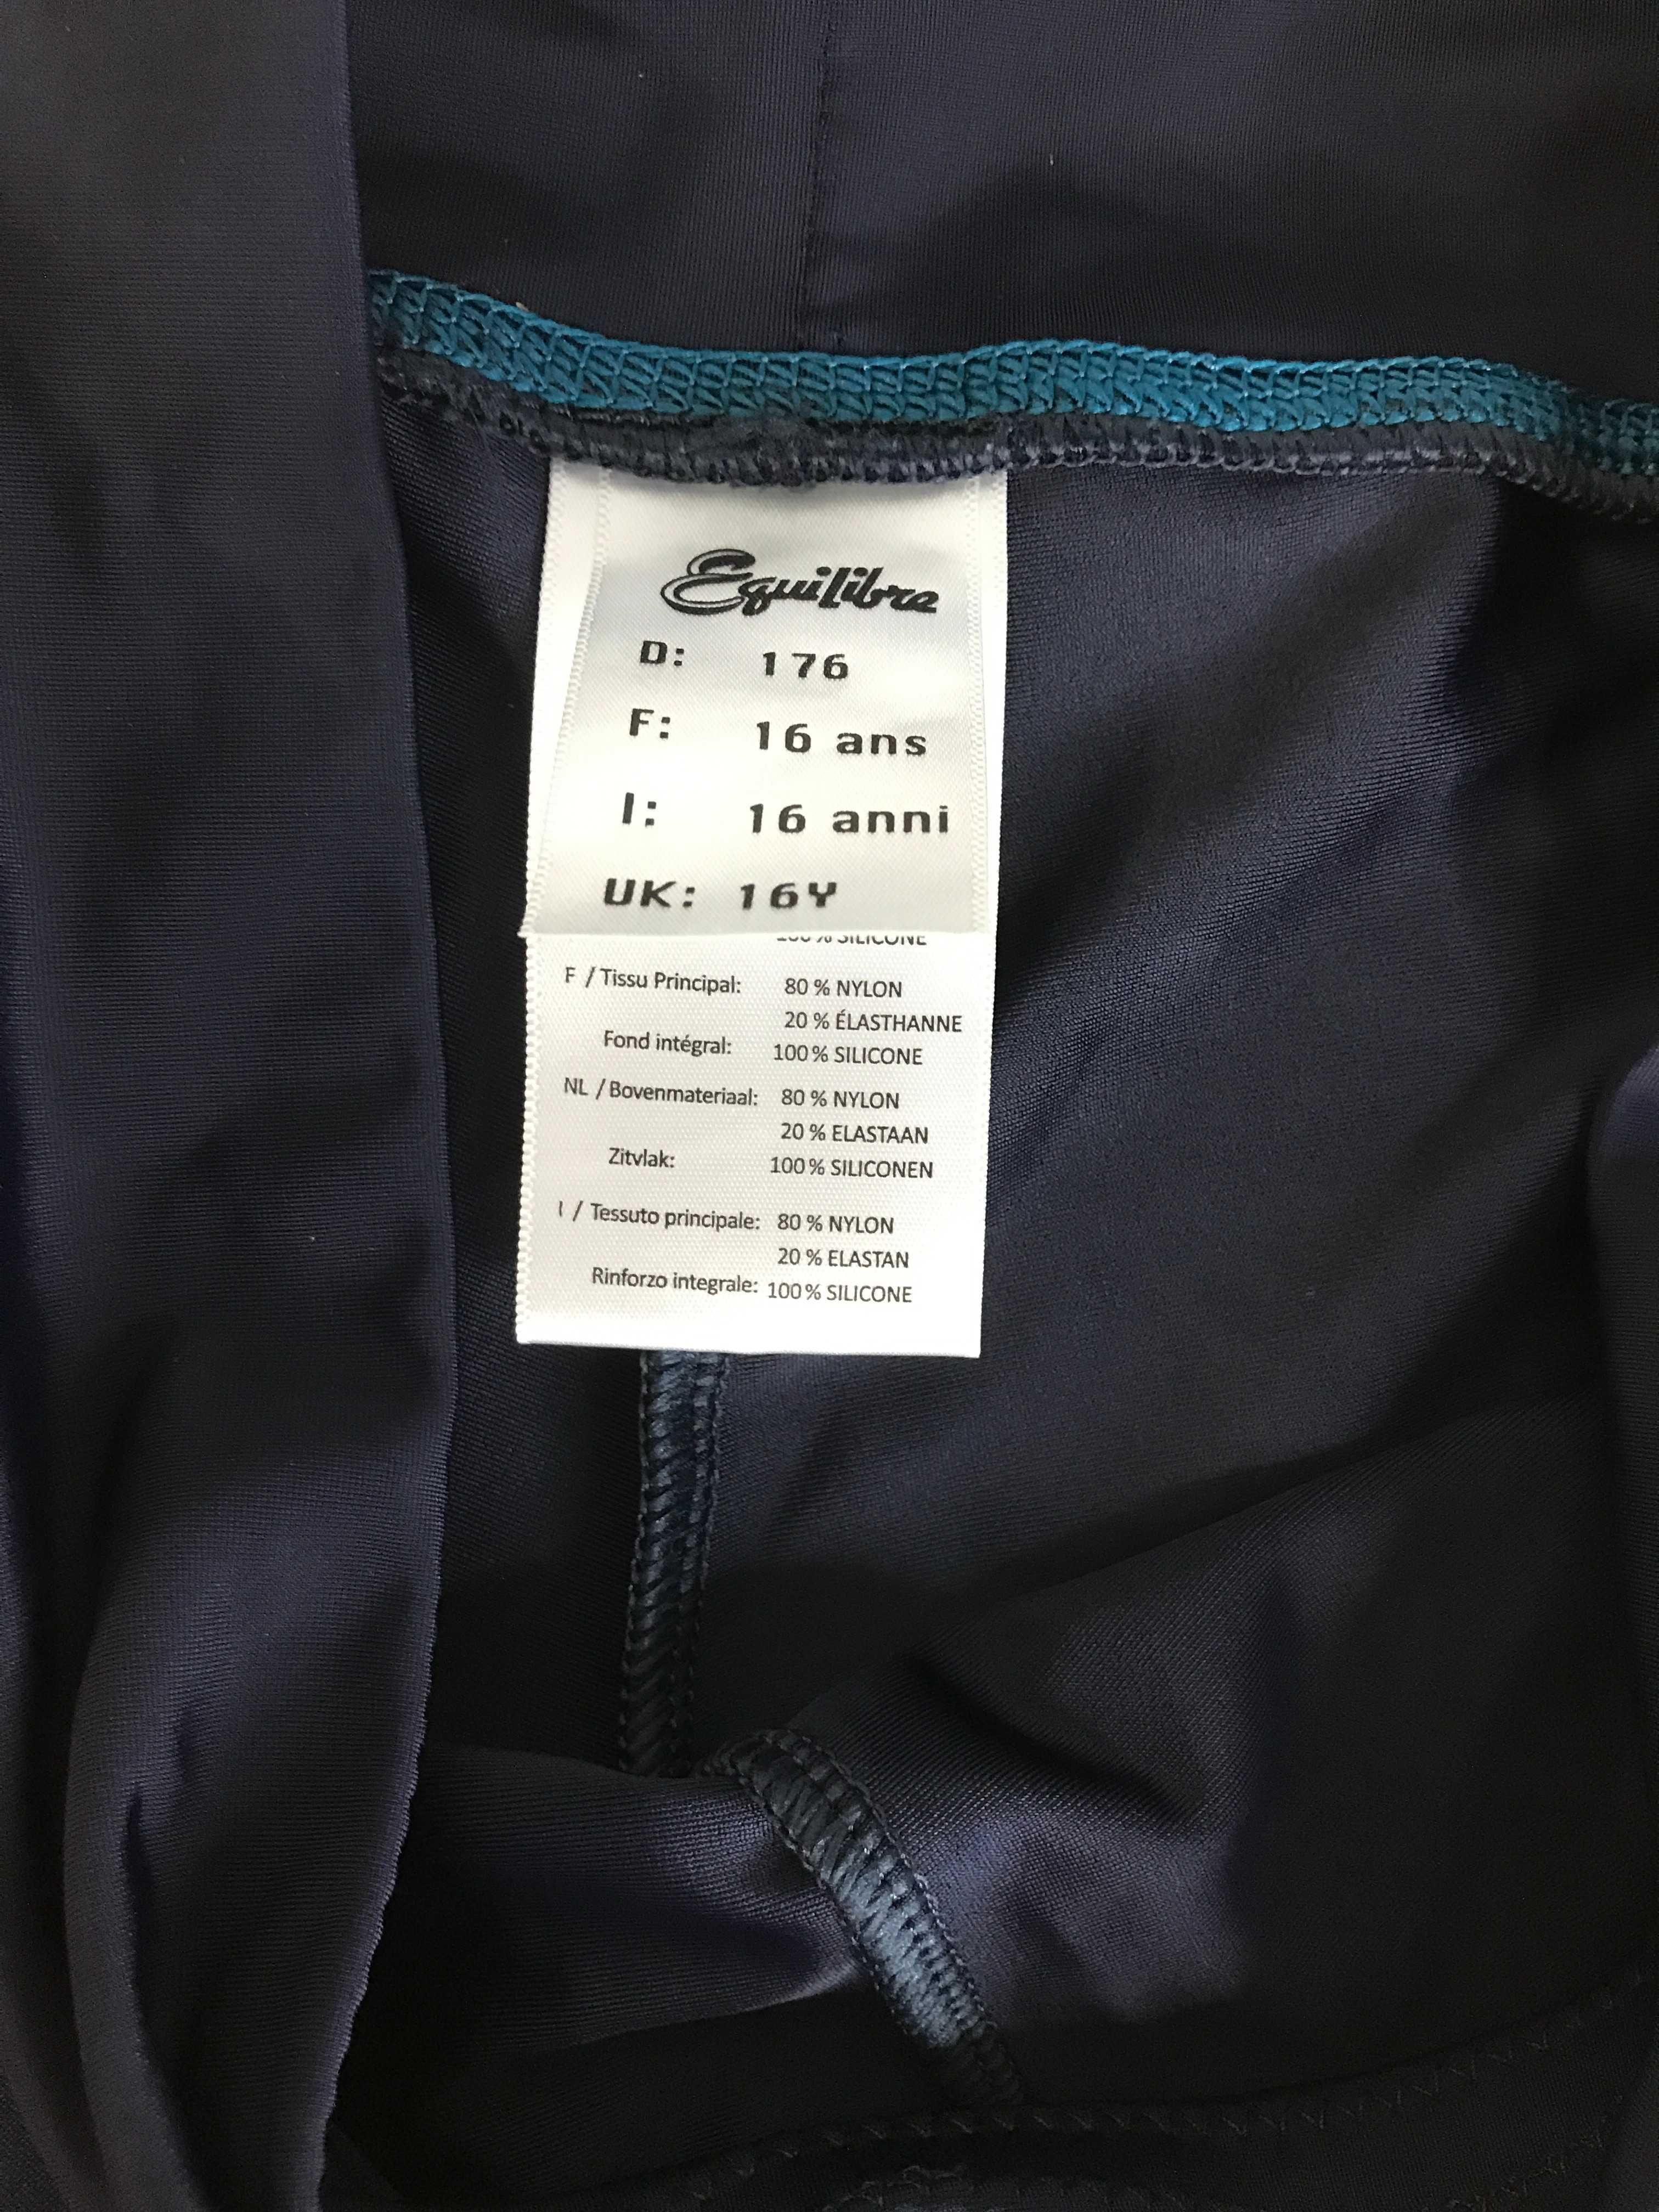 Equilibre
D: 176
F: 16 ans
I: 16 anni
UK: 16Y
SILICONE
F / Tissu Principal: 80 % NYLON
20 % ÉLASTHANNE
Fond intégral: 100 % SILICONE
NL / Bovenmateriaal: 80 % NYLON
20 % ELASTAAN
Zitvlak: 100 % SILICONEN
I / Tessuto principale: 80 % NYLON
20 % ELASTAN
Rinforzo integrale: 100 % SILICONE